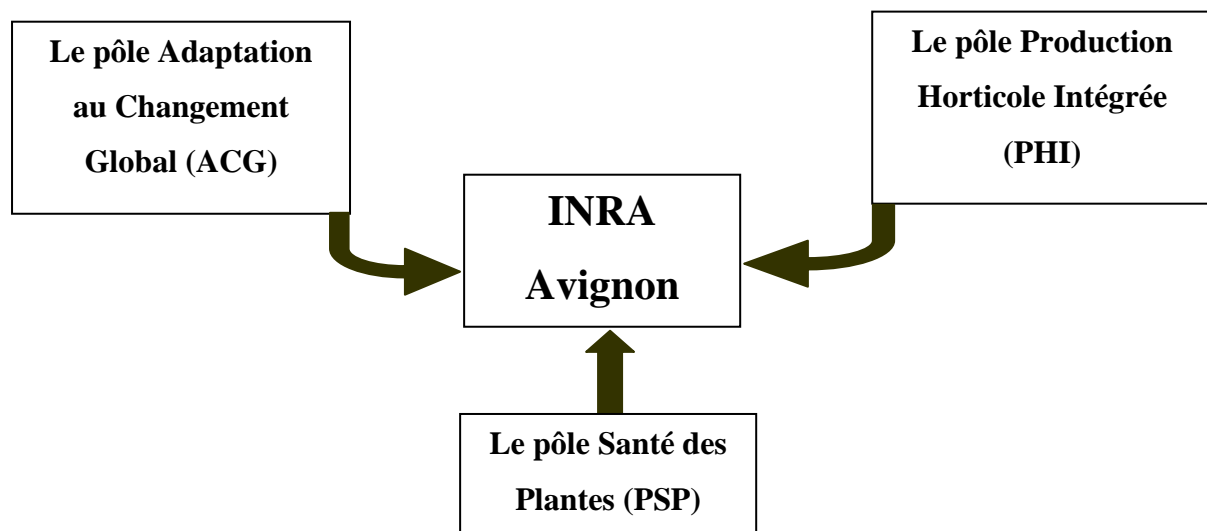 Le pôle Adaptation
au Changement
Global (ACG)
Le pôle Production
Horticole Intégrée
(PHI)
INRA
Avignon
Le pôle Santé des
Plantes (PSP)